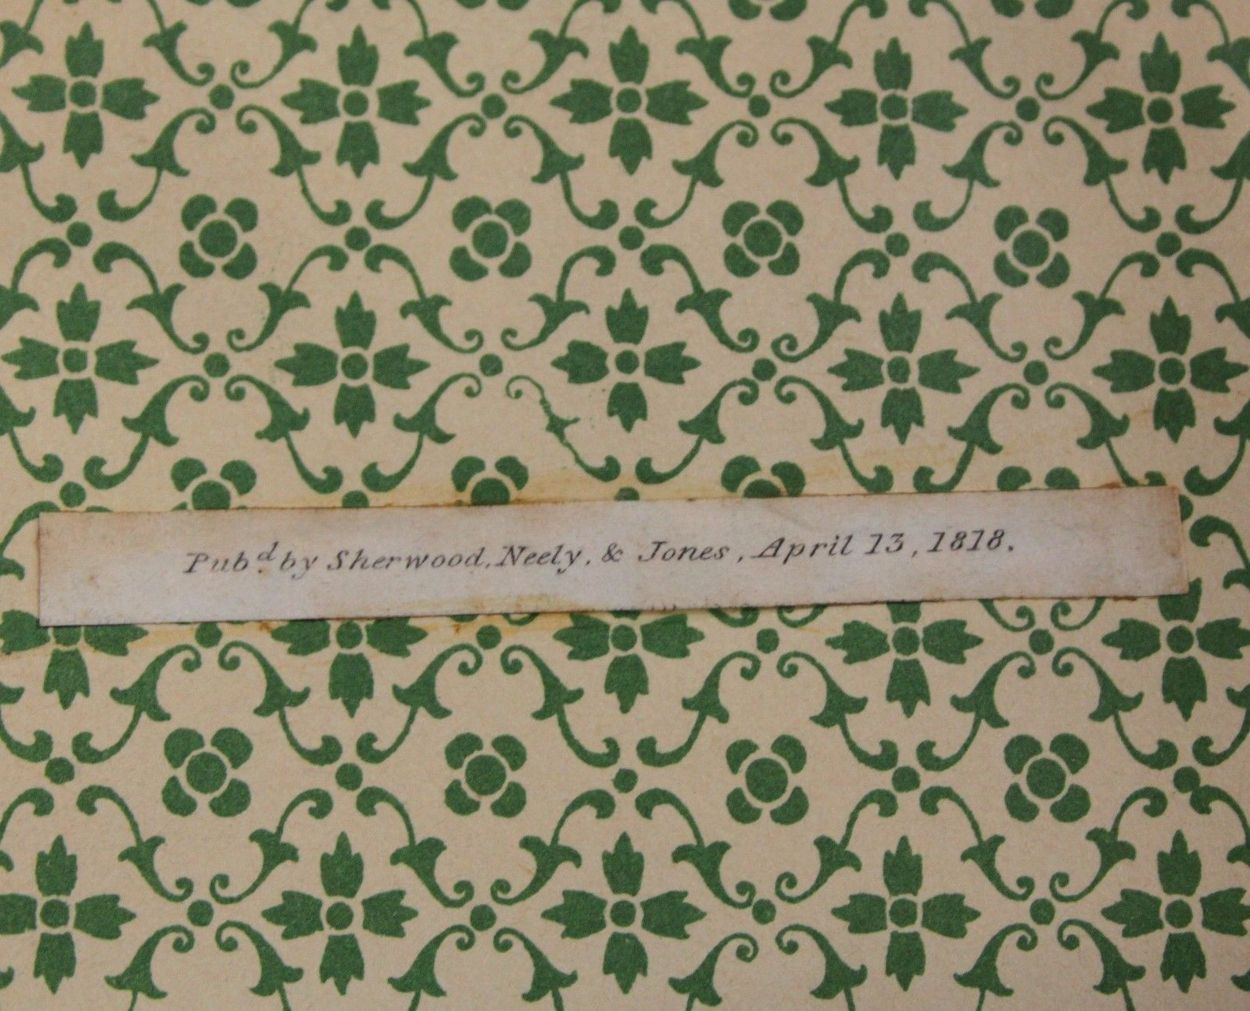 Pubᵈ by Sherwood, Neely, & Jones, April 13, 1818.